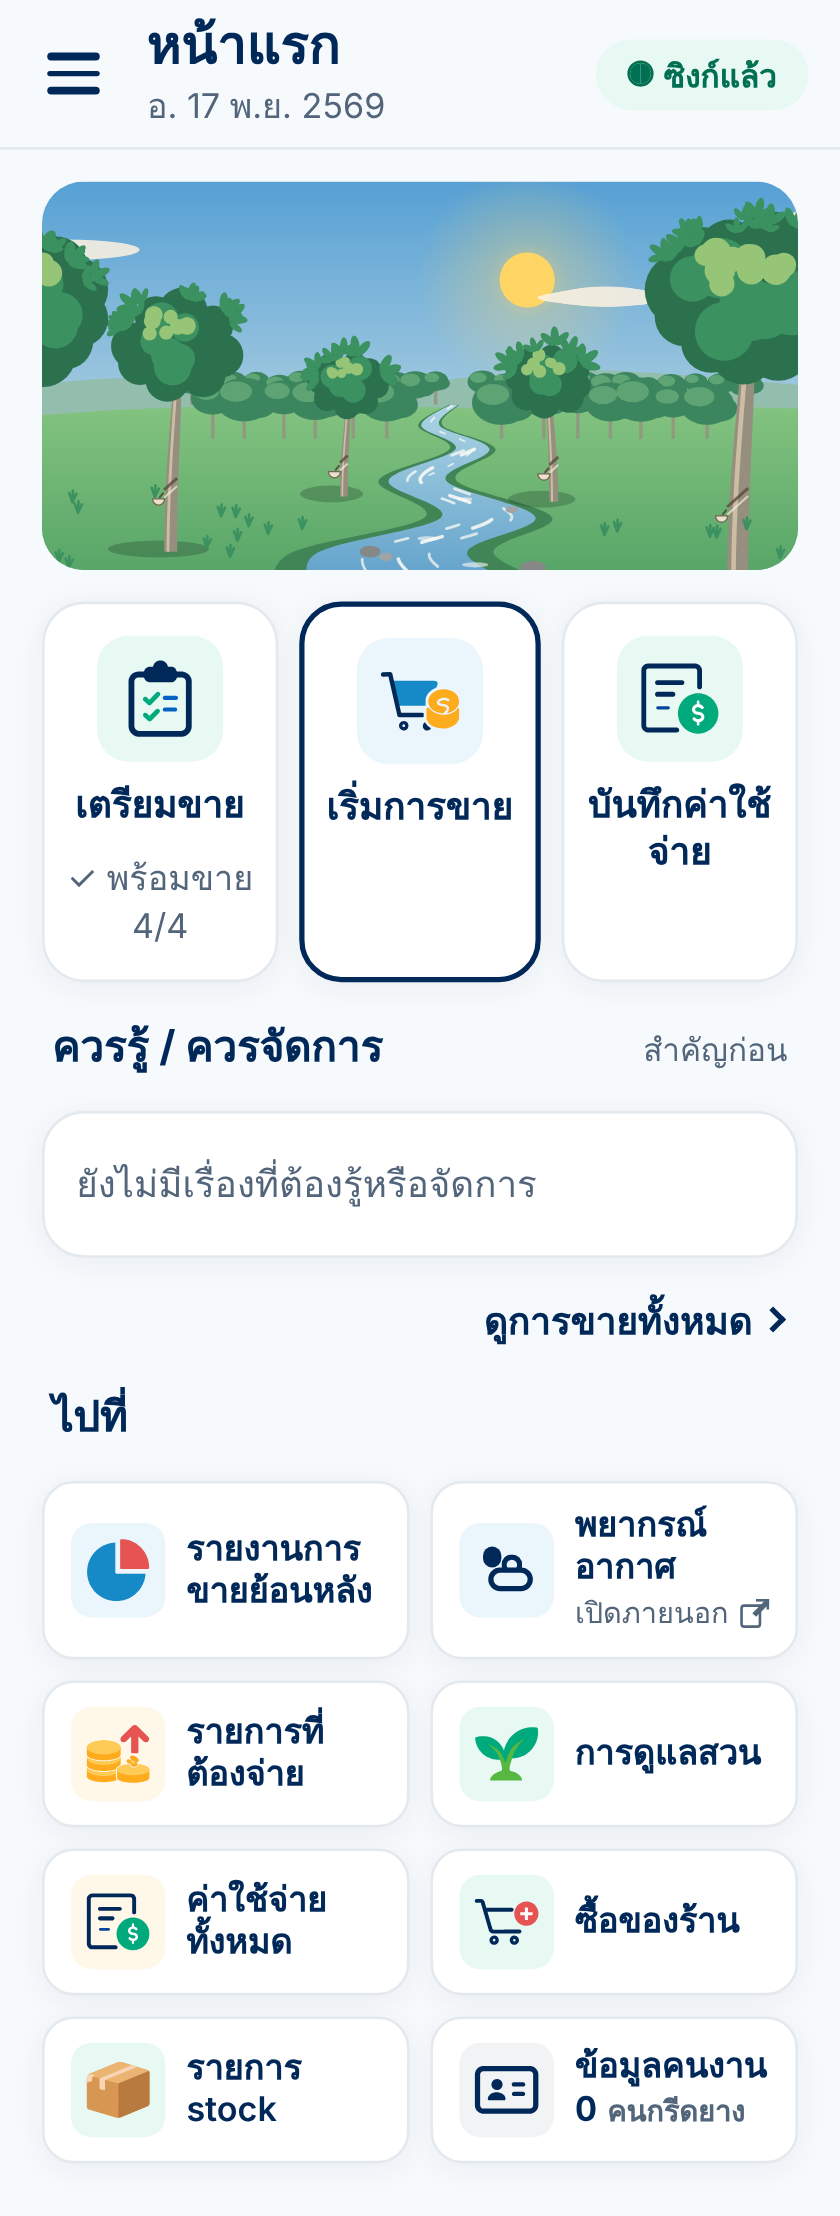 หน้าแรก
อ. 17 พ.ย. 2569
ซิงก์แล้ว
เตรียมขาย
พร้อมขาย
4/4
เริ่มการขาย
บันทึกค่าใช้
จ่าย
ควรรู้ / ควรจัดการ
สำคัญก่อน
ยังไม่มีเรื่องที่ต้องรู้หรือจัดการ
ดูการขายทั้งหมด
ไปที่
รายงานการ
ขายย้อนหลัง
พยากรณ์
อากาศ
เปิดภายนอก
รายการที่
ต้องจ่าย
การดูแลสวน
ค่าใช้จ่าย
ทั้งหมด
ซื้อของร้าน
รายการ
stock
ข้อมูลคนงาน
0 คนกรีดยาง